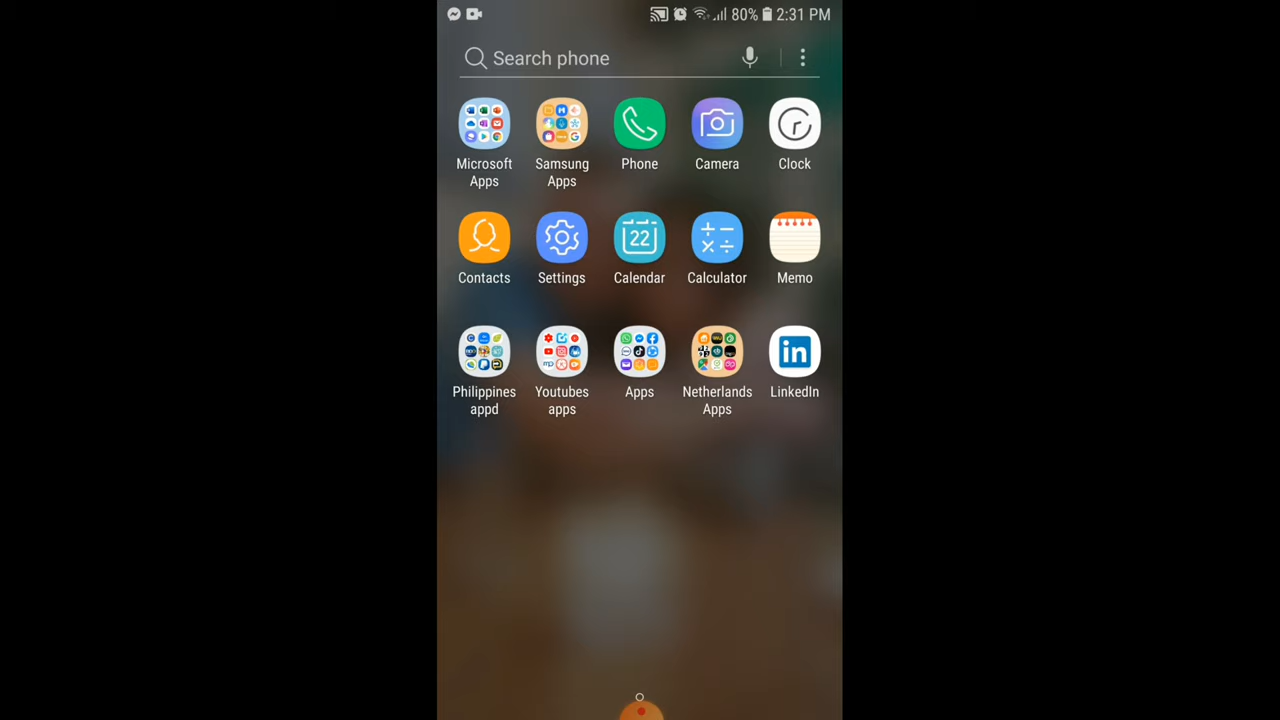 80% 2:31 PM
Search phone
Microsoft Apps
Samsung Apps
Phone
Camera
Clock
Contacts
Settings
22
Calendar
Calculator
Memo
Philippines appd
Youtubes apps
Apps
Netherlands Apps
in
LinkedIn